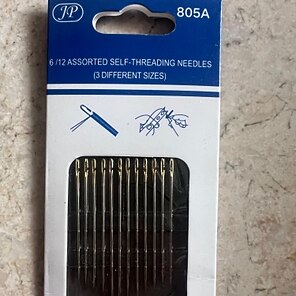 JP
805A
6/12 ASSORTED SELF-THREADING NEEDLES
(3 DIFFERENT SIZES)